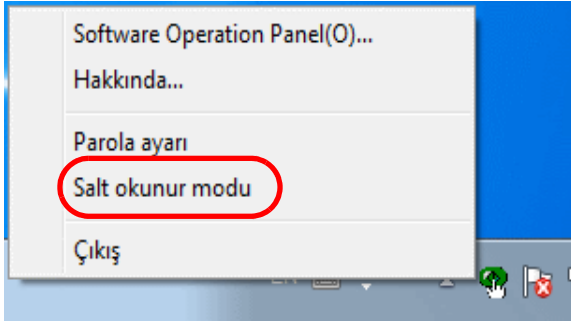 Software Operation Panel(O)...
Hakkında...
Parola ayarı
Salt okunur modu
Çıkış